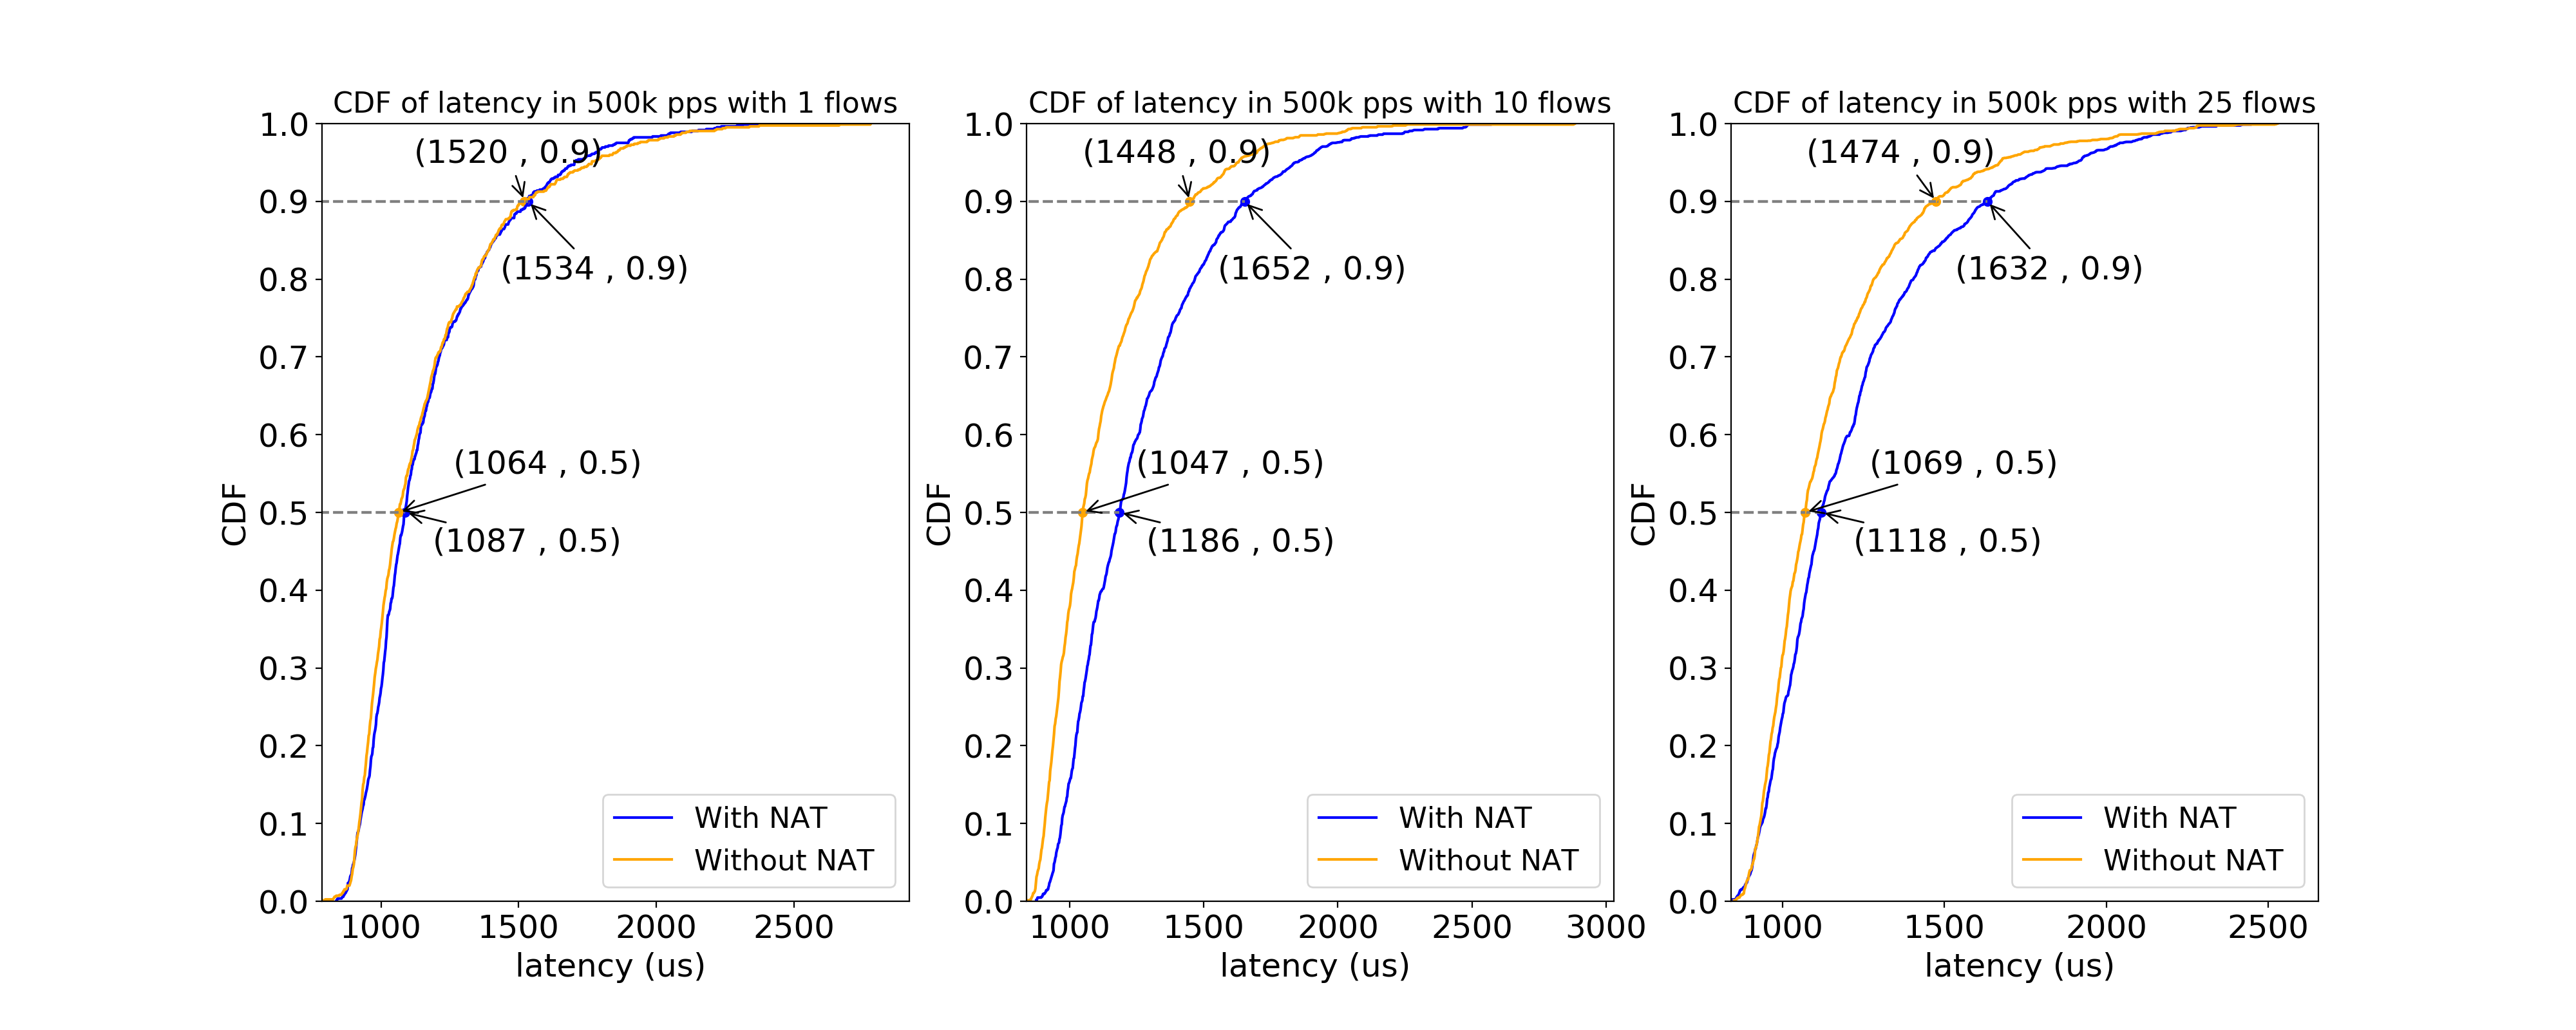 CDF of latency in 500k pps with 1 flows
1.0
0.9
0.8
0.7
0.6
0.5
0.4
0.3
0.2
0.1
0.0
CDF
(1520 , 0.9)
(1534 , 0.9)
(1064 , 0.5)
(1087 , 0.5)
With NAT
Without NAT
1000 1500 2000 2500
latency (us)
CDF of latency in 500k pps with 10 flows
1.0
0.9
0.8
0.7
0.6
0.5
0.4
0.3
0.2
0.1
0.0
CDF
(1448 , 0.9)
(1652 , 0.9)
(1047 , 0.5)
(1186 , 0.5)
With NAT
Without NAT
1000 1500 2000 2500 3000
latency (us)
CDF of latency in 500k pps with 25 flows
1.0
0.9
0.8
0.7
0.6
0.5
0.4
0.3
0.2
0.1
0.0
CDF
(1474 , 0.9)
(1632 , 0.9)
(1069 , 0.5)
(1118 , 0.5)
With NAT
Without NAT
1000 1500 2000 2500
latency (us)